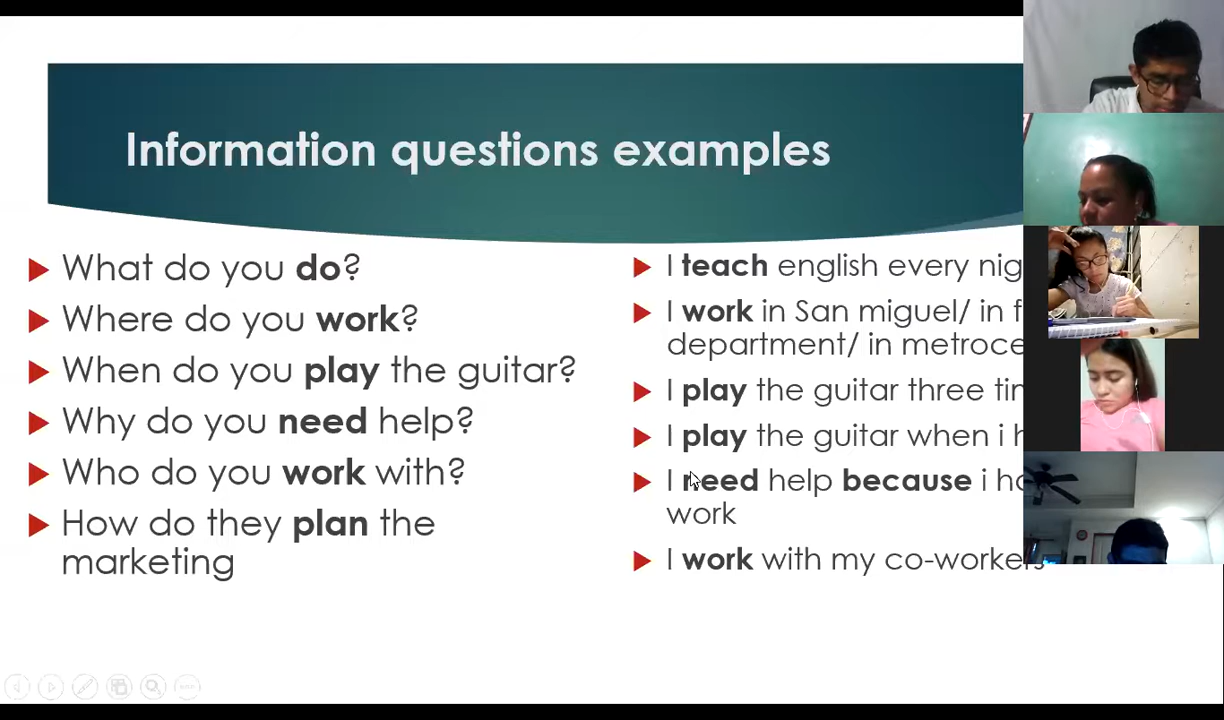 Information questions examples
What do you do?
Where do you work?
When do you play the guitar?
Why do you need help?
Who do you work with?
How do they plan the
marketing
I teach english every
I work in San miguel/ in
department/ in
I play the guitar three
I play the guitar when i
I need help because i
work
I work with my co-workers